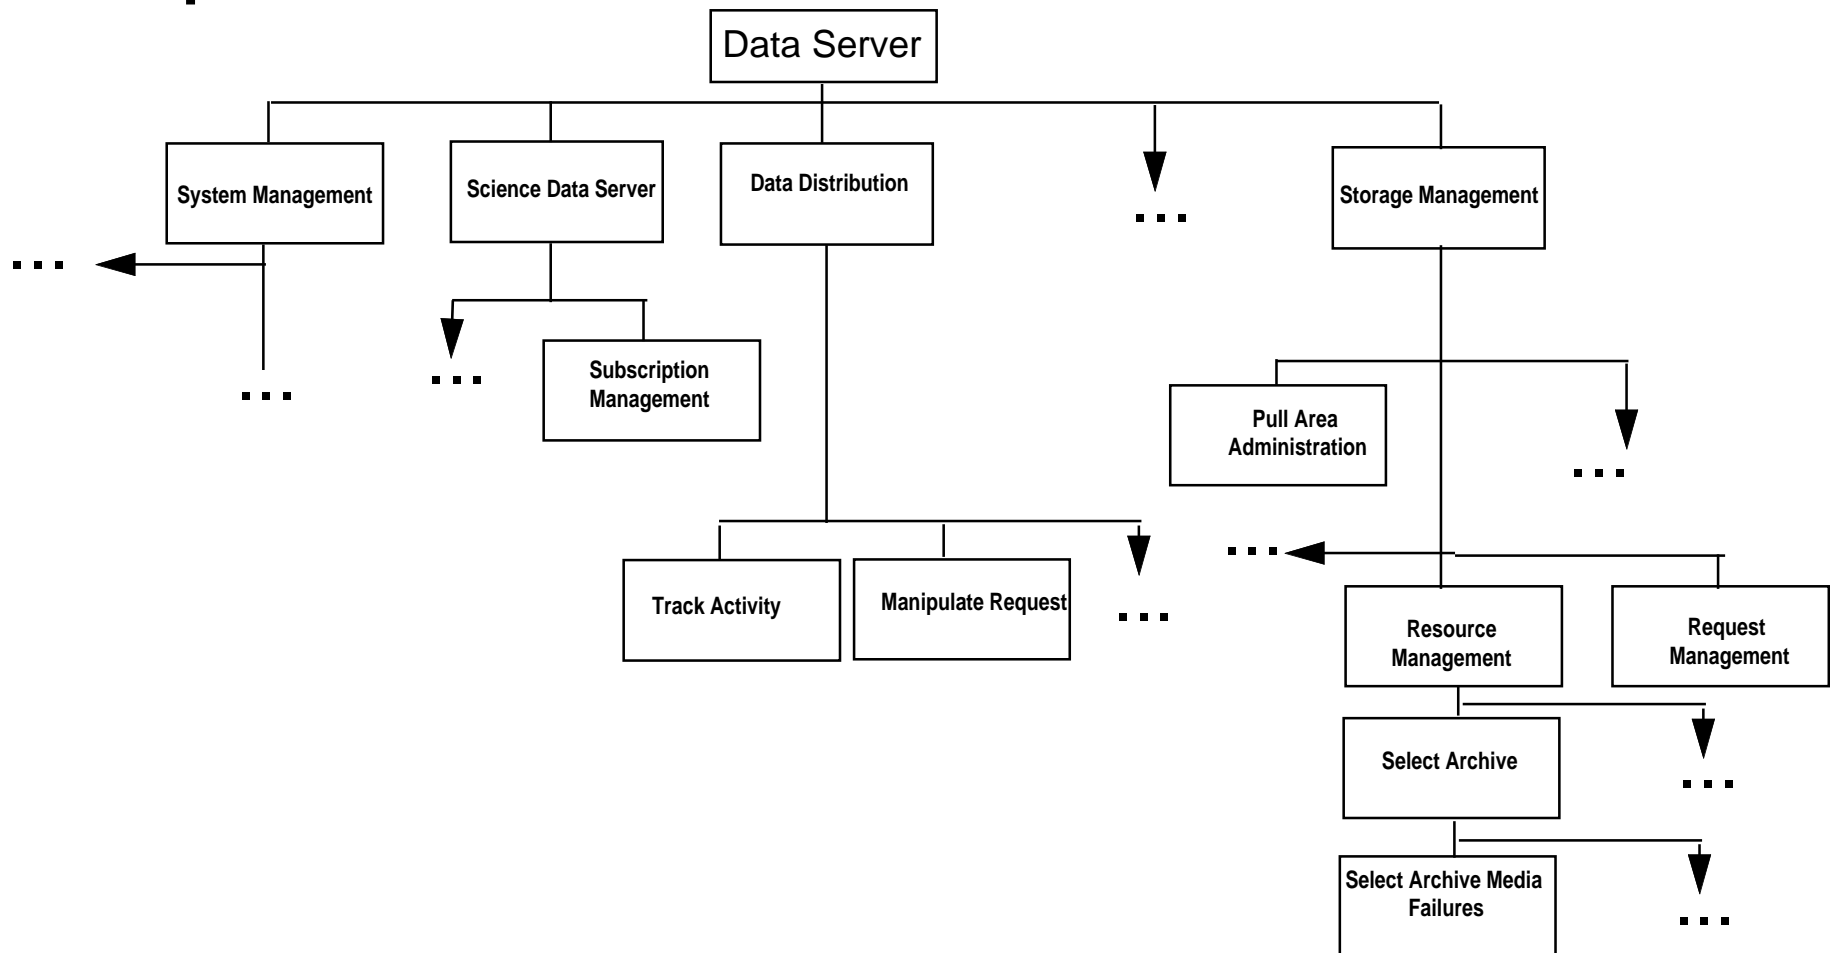 Data Server
System Management
Science Data Server
Data Distribution
...
Storage Management
...
...
...
Subscription
Management
Pull Area
Administration
...
...
Track Activity
Manipulate Request
...
Resource
Management
Request
Management
Select Archive
...
Select Archive Media
Failures
...